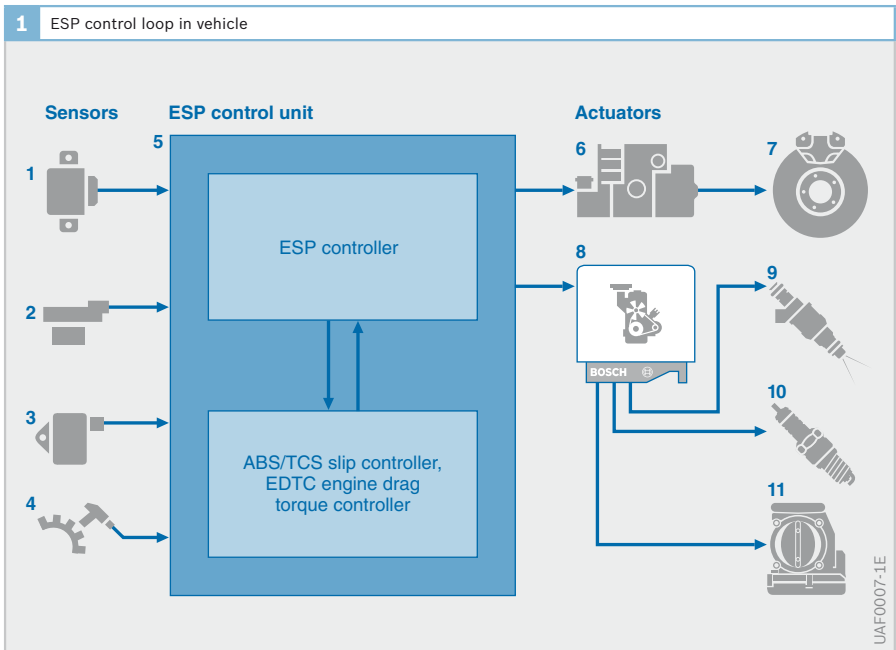 1 ESP control loop in vehicle
Sensors
ESP control unit
Actuators
1
2
3
4
5
ESP controller
ABS/TCS slip controller,
EDTC engine drag
torque controller
6
7
8
BOSCH
9
10
11
UAF0007-1E